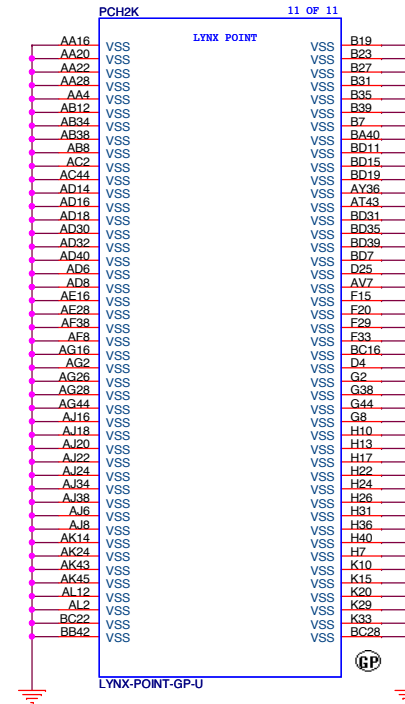 PCH2K 11 OF 11
LYNX POINT
AA16 VSS VSS B19
AA20 VSS VSS B23
AA22 VSS VSS B27
AA28 VSS VSS B31
AA4 VSS VSS B35
AB12 VSS VSS B39
AB34 VSS VSS B7
AB38 VSS VSS BA40
AB8 VSS VSS BD11
AC2 VSS VSS BD15
AC44 VSS VSS BD19
AD14 VSS VSS AY36
AD16 VSS VSS AT43
AD18 VSS VSS BD31
AD30 VSS VSS BD35
AD32 VSS VSS BD39
AD40 VSS VSS BD7
AD6 VSS VSS D25
AD8 VSS VSS AV7
AE16 VSS VSS F15
AE28 VSS VSS F20
AF38 VSS VSS F29
AF8 VSS VSS F33
AG16 VSS VSS BC16
AG2 VSS VSS D4
AG26 VSS VSS G2
AG28 VSS VSS G38
AG44 VSS VSS G44
AJ16 VSS VSS G8
AJ18 VSS VSS H10
AJ20 VSS VSS H13
AJ22 VSS VSS H17
AJ24 VSS VSS H22
AJ34 VSS VSS H24
AJ38 VSS VSS H26
AJ6 VSS VSS H31
AJ8 VSS VSS H36
AK14 VSS VSS H40
AK24 VSS VSS H7
AK43 VSS VSS K10
AK45 VSS VSS K15
AL12 VSS VSS K20
AL2 VSS VSS K29
BC22 VSS VSS K33
BB42 VSS VSS BC28
GP
LYNX-POINT-GP-U